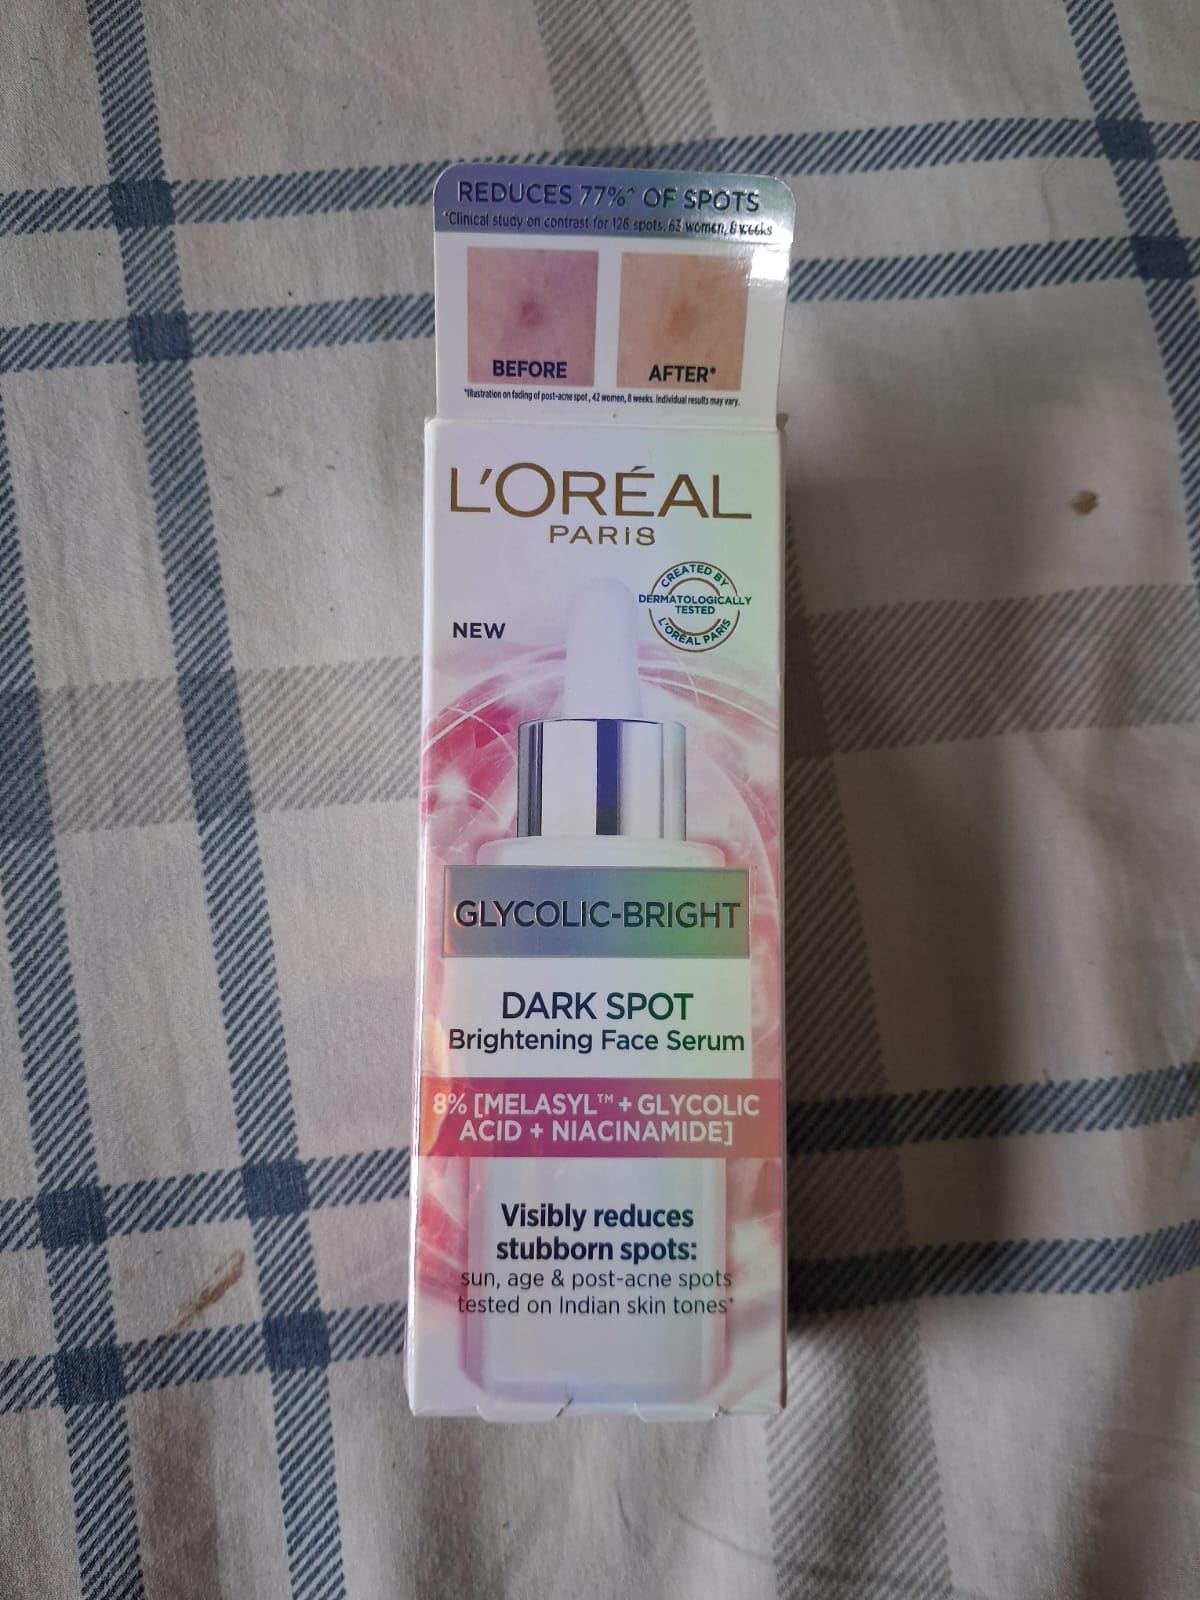 REDUCES 77%^ OF SPOTS
^Clinical study on contrast for 126 spots, 63 women, 8 weeks
BEFORE
AFTER*
*Illustration on fading of post-acne spot, 42 women, 8 weeks. Individual results may vary.
L'ORÉAL
PARIS
CREATED BY
DERMATOLOGICALLY
TESTED
L'ORÉAL PARIS
NEW
GLYCOLIC-BRIGHT
DARK SPOT
Brightening Face Serum
8% [MELASYL™ + GLYCOLIC
ACID + NIACINAMIDE]
Visibly reduces
stubborn spots:
sun, age & post-acne spots
tested on Indian skin tones*